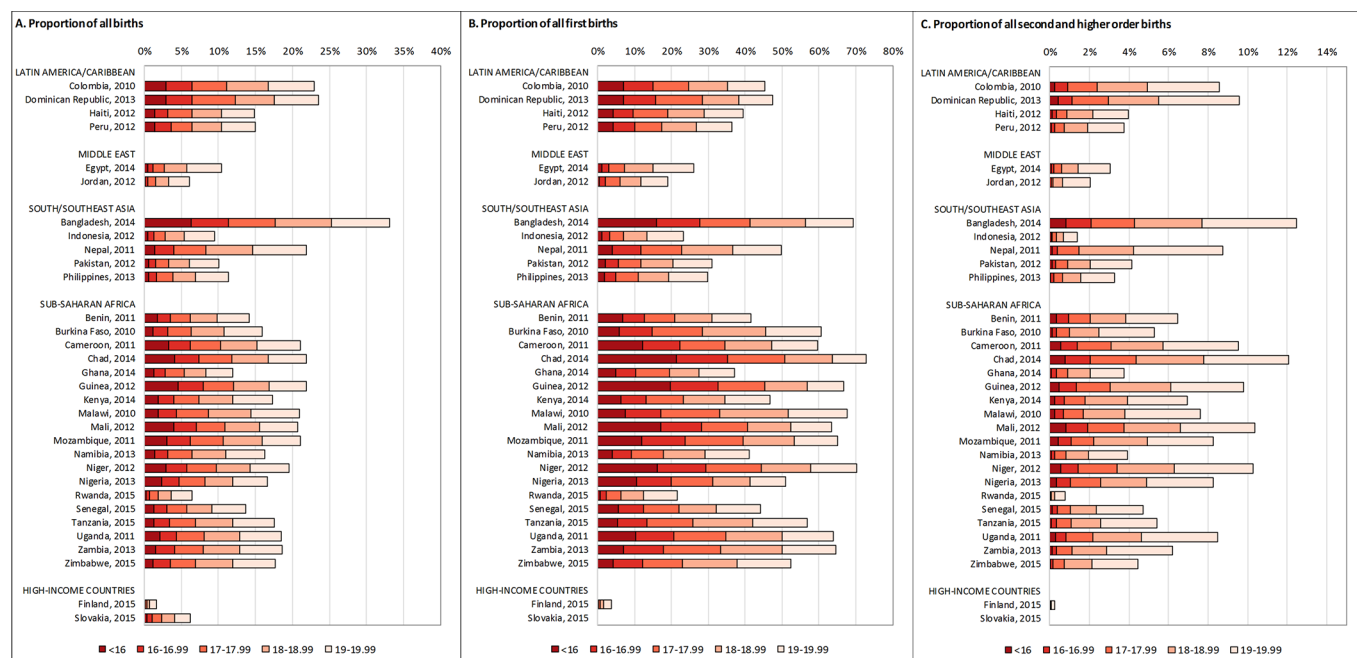 A. Proportion of all births
0% 5% 10% 15% 20% 25% 30% 35% 40%
LATIN AMERICA/CARIBBEAN
Colombia, 2010
Dominican Republic, 2013
Haiti, 2012
Peru, 2012
MIDDLE EAST
Egypt, 2014
Jordan, 2012
SOUTH/SOUTHEAST ASIA
Bangladesh, 2014
Indonesia, 2012
Nepal, 2011
Pakistan, 2012
Philippines, 2013
SUB-SAHARAN AFRICA
Benin, 2011
Burkina Faso, 2010
Cameroon, 2011
Chad, 2014
Ghana, 2014
Guinea, 2012
Kenya, 2014
Malawi, 2010
Mali, 2012
Mozambique, 2011
Namibia, 2013
Niger, 2012
Nigeria, 2013
Rwanda, 2015
Senegal, 2015
Tanzania, 2015
Uganda, 2011
Zambia, 2013
Zimbabwe, 2015
HIGH-INCOME COUNTRIES
Finland, 2015
Slovakia, 2015
<16 16-16.99 17-17.99 18-18.99 19-19.99
B. Proportion of all first births
0% 10% 20% 30% 40% 50% 60% 70% 80%
LATIN AMERICA/CARIBBEAN
Colombia, 2010
Dominican Republic, 2013
Haiti, 2012
Peru, 2012
MIDDLE EAST
Egypt, 2014
Jordan, 2012
SOUTH/SOUTHEAST ASIA
Bangladesh, 2014
Indonesia, 2012
Nepal, 2011
Pakistan, 2012
Philippines, 2013
SUB-SAHARAN AFRICA
Benin, 2011
Burkina Faso, 2010
Cameroon, 2011
Chad, 2014
Ghana, 2014
Guinea, 2012
Kenya, 2014
Malawi, 2010
Mali, 2012
Mozambique, 2011
Namibia, 2013
Niger, 2012
Nigeria, 2013
Rwanda, 2015
Senegal, 2015
Tanzania, 2015
Uganda, 2011
Zambia, 2013
Zimbabwe, 2015
HIGH-INCOME COUNTRIES
Finland, 2015
Slovakia, 2015
<16 16-16.99 17-17.99 18-18.99 19-19.99
C. Proportion of all second and higher order births
0% 2% 4% 6% 8% 10% 12% 14%
LATIN AMERICA/CARIBBEAN
Colombia, 2010
Dominican Republic, 2013
Haiti, 2012
Peru, 2012
MIDDLE EAST
Egypt, 2014
Jordan, 2012
SOUTH/SOUTHEAST ASIA
Bangladesh, 2014
Indonesia, 2012
Nepal, 2011
Pakistan, 2012
Philippines, 2013
SUB-SAHARAN AFRICA
Benin, 2011
Burkina Faso, 2010
Cameroon, 2011
Chad, 2014
Ghana, 2014
Guinea, 2012
Kenya, 2014
Malawi, 2010
Mali, 2012
Mozambique, 2011
Namibia, 2013
Niger, 2012
Nigeria, 2013
Rwanda, 2015
Senegal, 2015
Tanzania, 2015
Uganda, 2011
Zambia, 2013
Zimbabwe, 2015
HIGH-INCOME COUNTRIES
Finland, 2015
Slovakia, 2015
<16 16-16.99 17-17.99 18-18.99 19-19.99